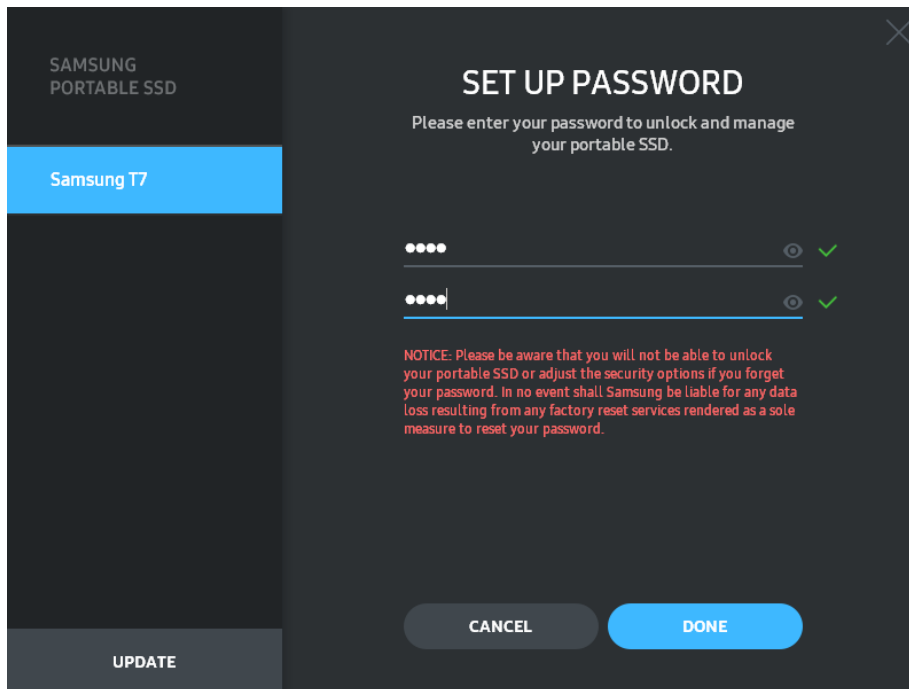 SAMSUNG
PORTABLE SSD
Samsung T7
UPDATE
SET UP PASSWORD
Please enter your password to unlock and manage
your portable SSD.
●●●●
●●●●
NOTICE: Please be aware that you will not be able to unlock
your portable SSD or adjust the security options if you forget
your password. In no event shall Samsung be liable for any data
loss resulting from any factory reset services rendered as a sole
measure to reset your password.
CANCEL
DONE